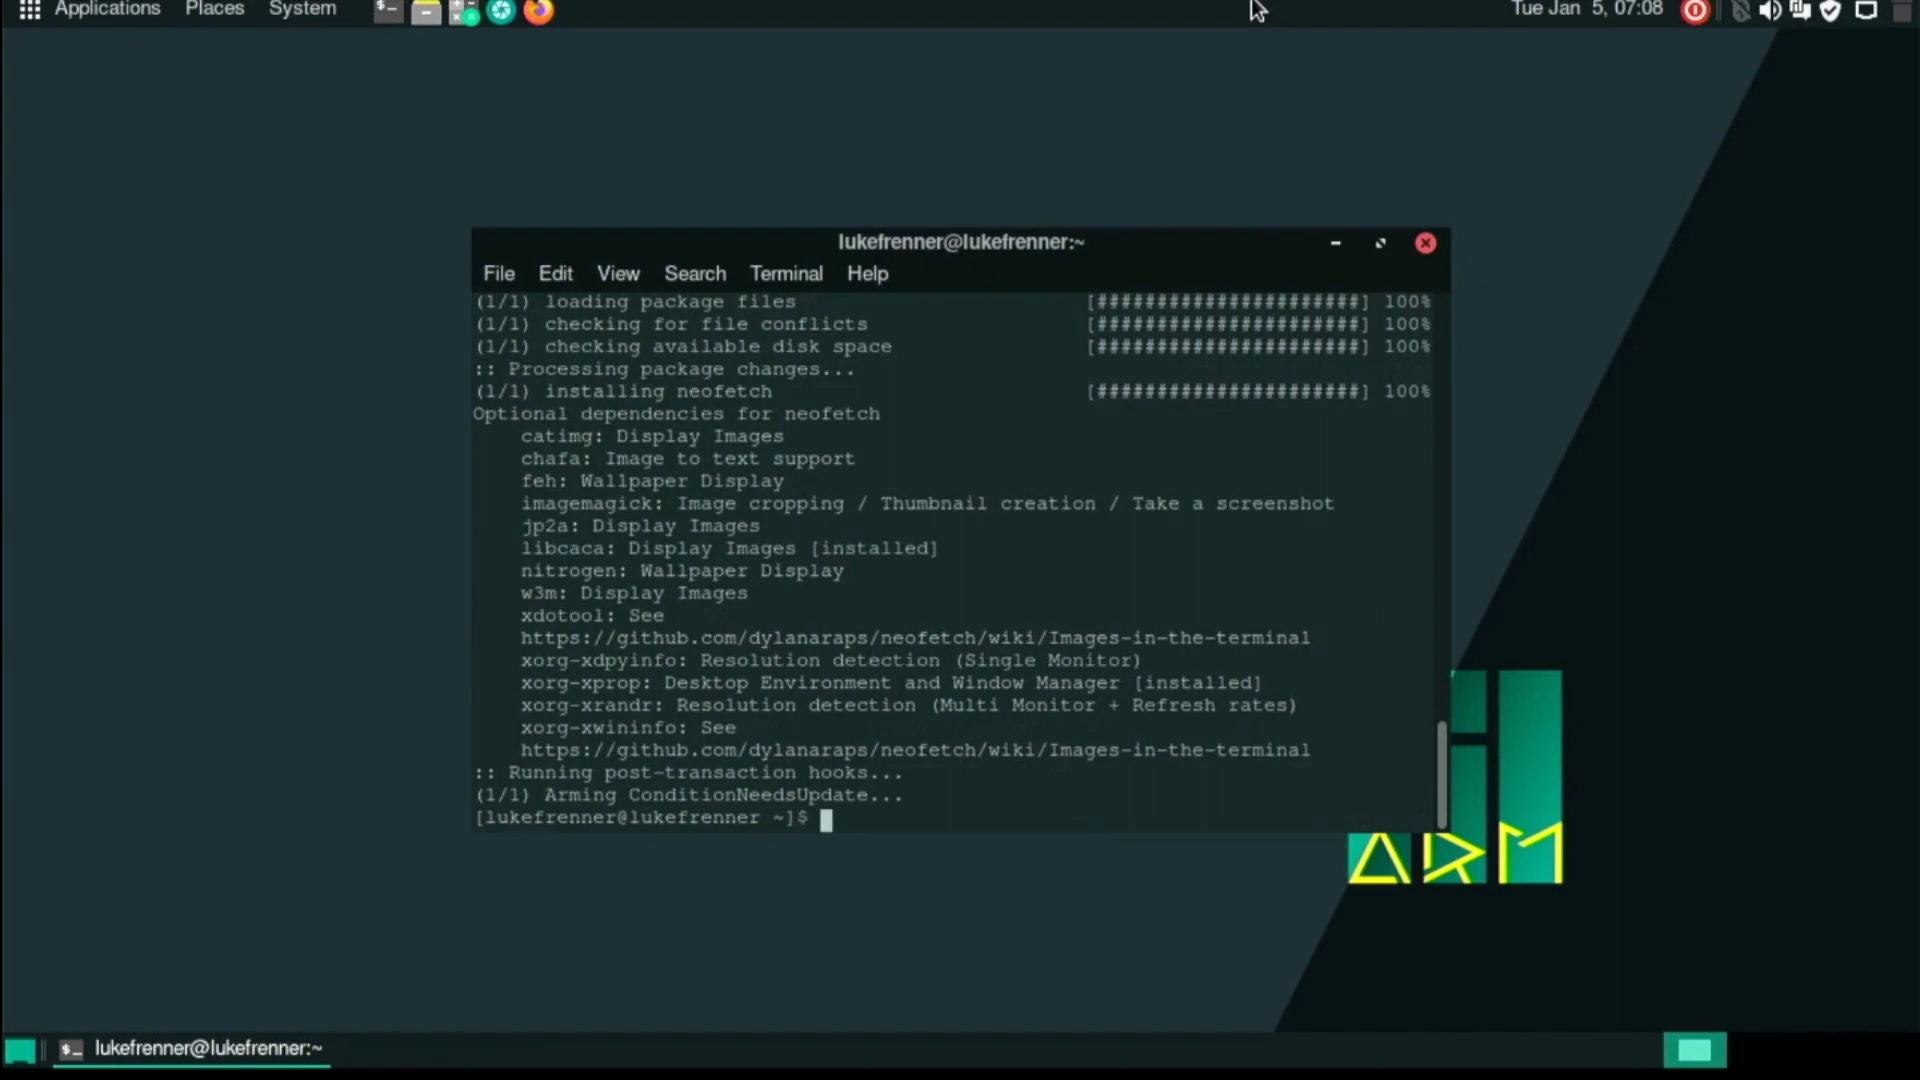 Applications Places System
Tue Jan 5, 07:08
lukefrenner@lukefrenner:~
File Edit View Search Terminal Help
(1/1) loading package files [######################] 100%
(1/1) checking for file conflicts [######################] 100%
(1/1) checking available disk space [######################] 100%
:: Processing package changes...
(1/1) installing neofetch [######################] 100%
Optional dependencies for neofetch
catimg: Display Images
chafa: Image to text support
feh: Wallpaper Display
imagemagick: Image cropping / Thumbnail creation / Take a screenshot
jp2a: Display Images
libcaca: Display Images [installed]
nitrogen: Wallpaper Display
w3m: Display Images
xdotool: See
https://github.com/dylanaraps/neofetch/wiki/Images-in-the-terminal
xorg-xdpyinfo: Resolution detection (Single Monitor)
xorg-xprop: Desktop Environment and Window Manager [installed]
xorg-xrandr: Resolution detection (Multi Monitor + Refresh rates)
xorg-xwininfo: See
https://github.com/dylanaraps/neofetch/wiki/Images-in-the-terminal
:: Running post-transaction hooks...
(1/1) Arming ConditionNeedsUpdate...
[lukefrenner@lukefrenner ~]$
ARM
$_ lukefrenner@lukefrenner:~